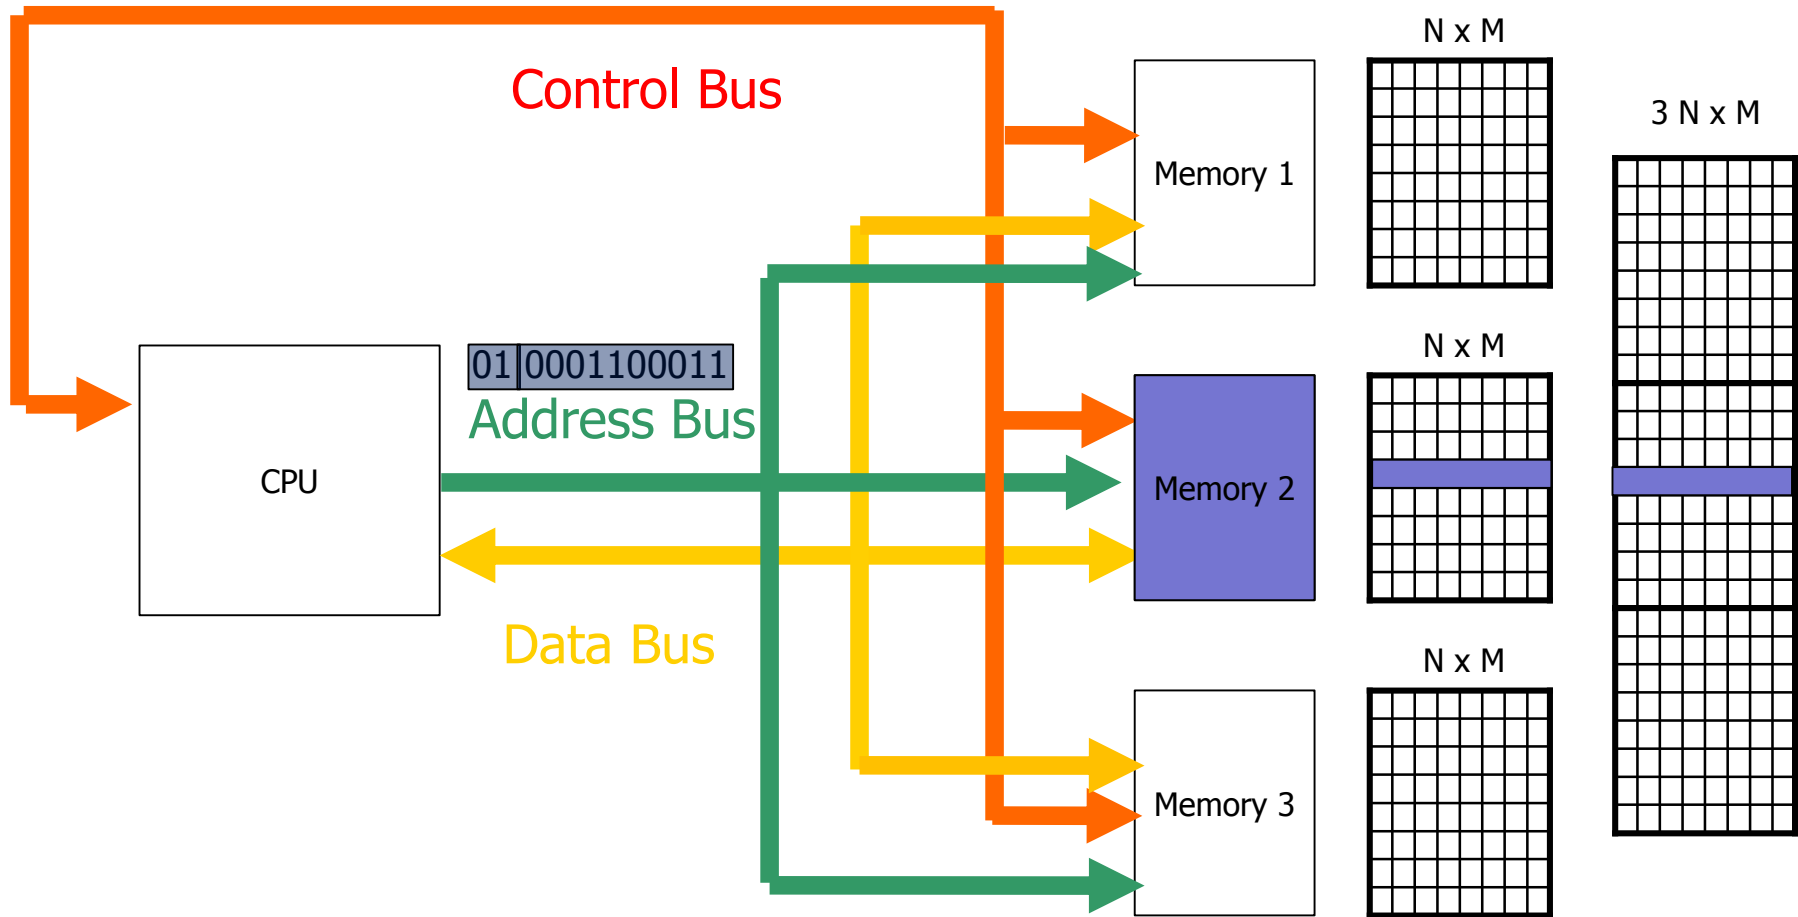 N x M
Control Bus
3 N x M
Memory 1
N x M
01 0001100011
Address Bus
CPU
Memory 2
Data Bus
N x M
Memory 3